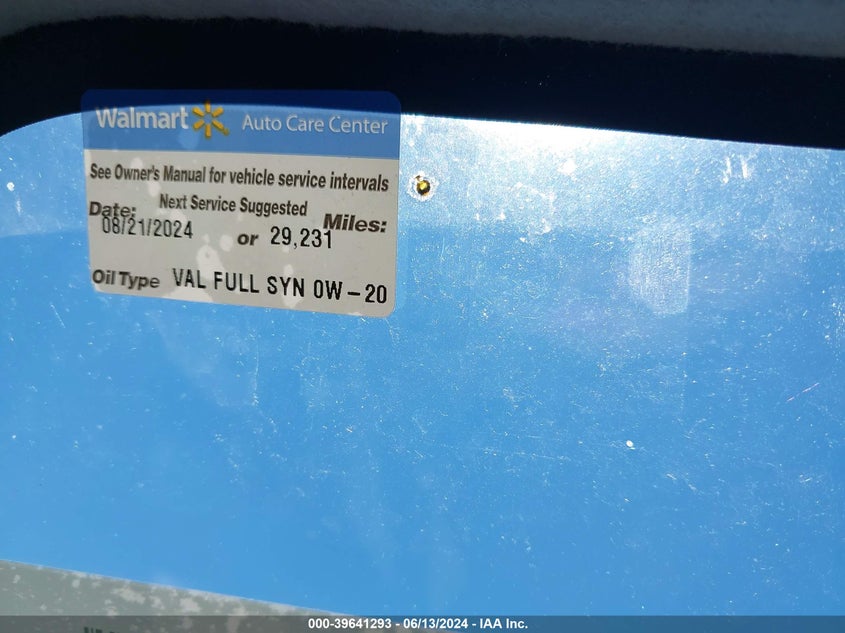 Walmart Auto Care Center
See Owner's Manual for vehicle service intervals
Next Service Suggested
Date: Miles:
08/21/2024 or 29,231
Oil Type VAL FULL SYN 0W-20
000-39641293 - 06/13/2024 - IAA Inc.